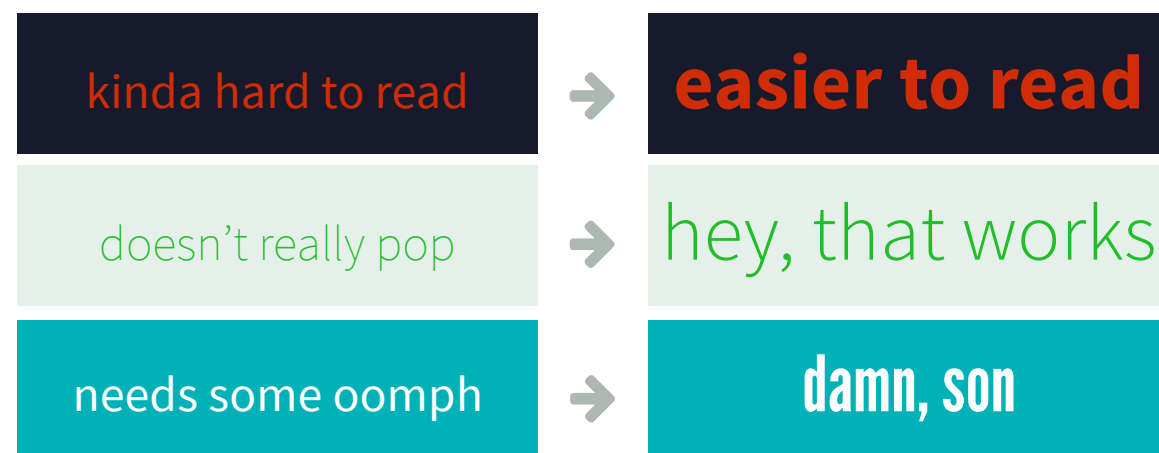 kinda hard to read
easier to read
doesn’t really pop
hey, that works
needs some oomph
damn, son